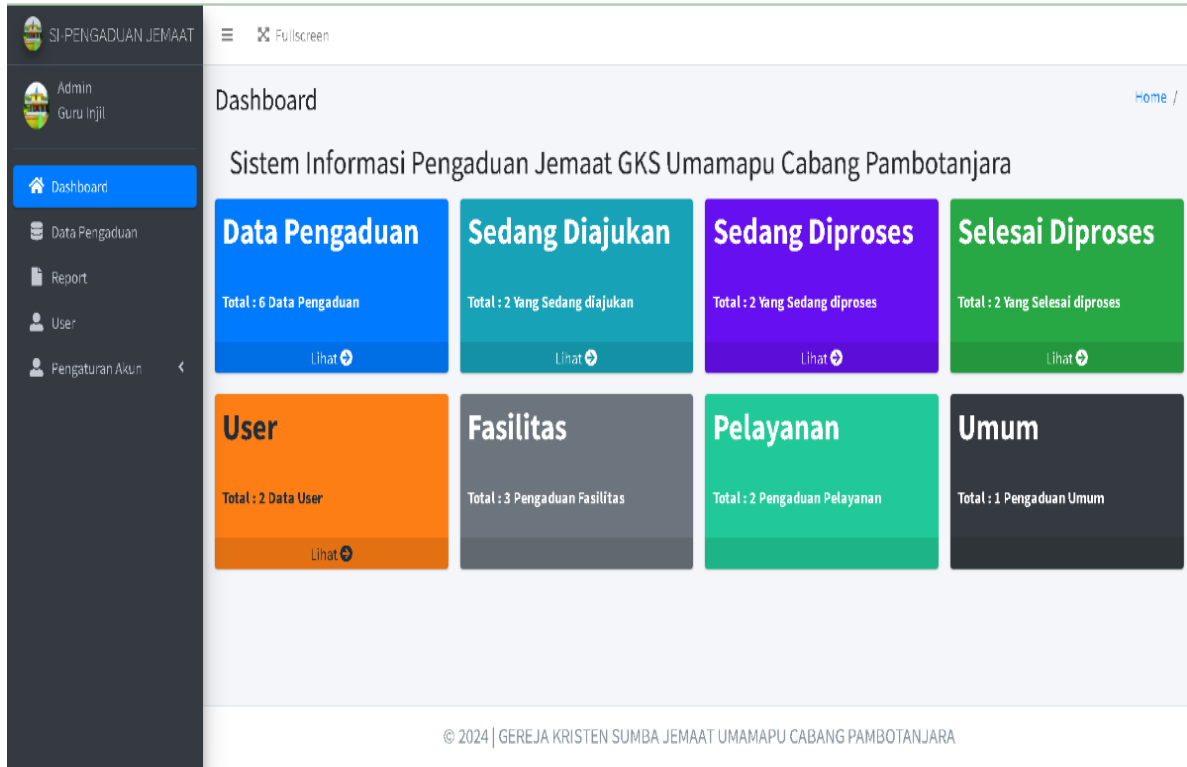 SI-PENGADUAN JEMAAT
Fullscreen
Admin
Guru Injil
Dashboard
Data Pengaduan
Report
User
Pengaturan Akun
Dashboard
Home /
Sistem Informasi Pengaduan Jemaat GKS Umamapu Cabang Pambotanjara
Data Pengaduan
Total : 6 Data Pengaduan
Lihat
Sedang Diajukan
Total : 2 Yang Sedang diajukan
Lihat
Sedang Diproses
Total : 2 Yang Sedang diproses
Lihat
Selesai Diproses
Total : 2 Yang Selesai diproses
Lihat
User
Total : 2 Data User
Lihat
Fasilitas
Total : 3 Pengaduan Fasilitas
Pelayanan
Total : 2 Pengaduan Pelayanan
Umum
Total : 1 Pengaduan Umum
© 2024 | GEREJA KRISTEN SUMBA JEMAAT UMAMAPU CABANG PAMBOTANJARA